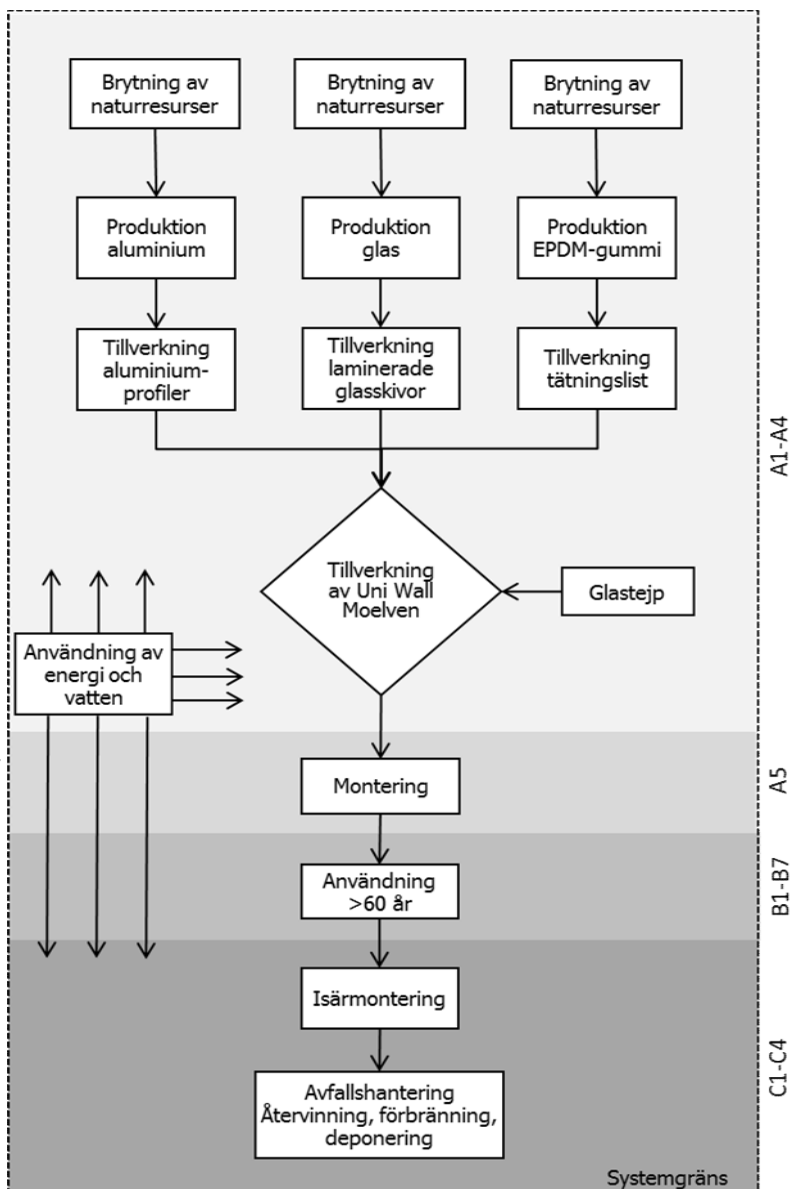 Brytning av
naturresurser
Brytning av
naturresurser
Brytning av
naturresurser
Produktion
aluminium
Produktion
glas
Produktion
EPDM-gummi
Tillverkning
aluminium-
profiler
Tillverkning
laminerade
glasskivor
Tillverkning
tätningslist
A1-A4
Tillverkning
av Uni Wall
Moelven
Glastejp
Användning av
energi och
vatten
Montering
A5
Användning
>60 år
B1-B7
Isärmontering
C1-C4
Avfallshantering
Återvinning, förbränning,
deponering
Systemgräns